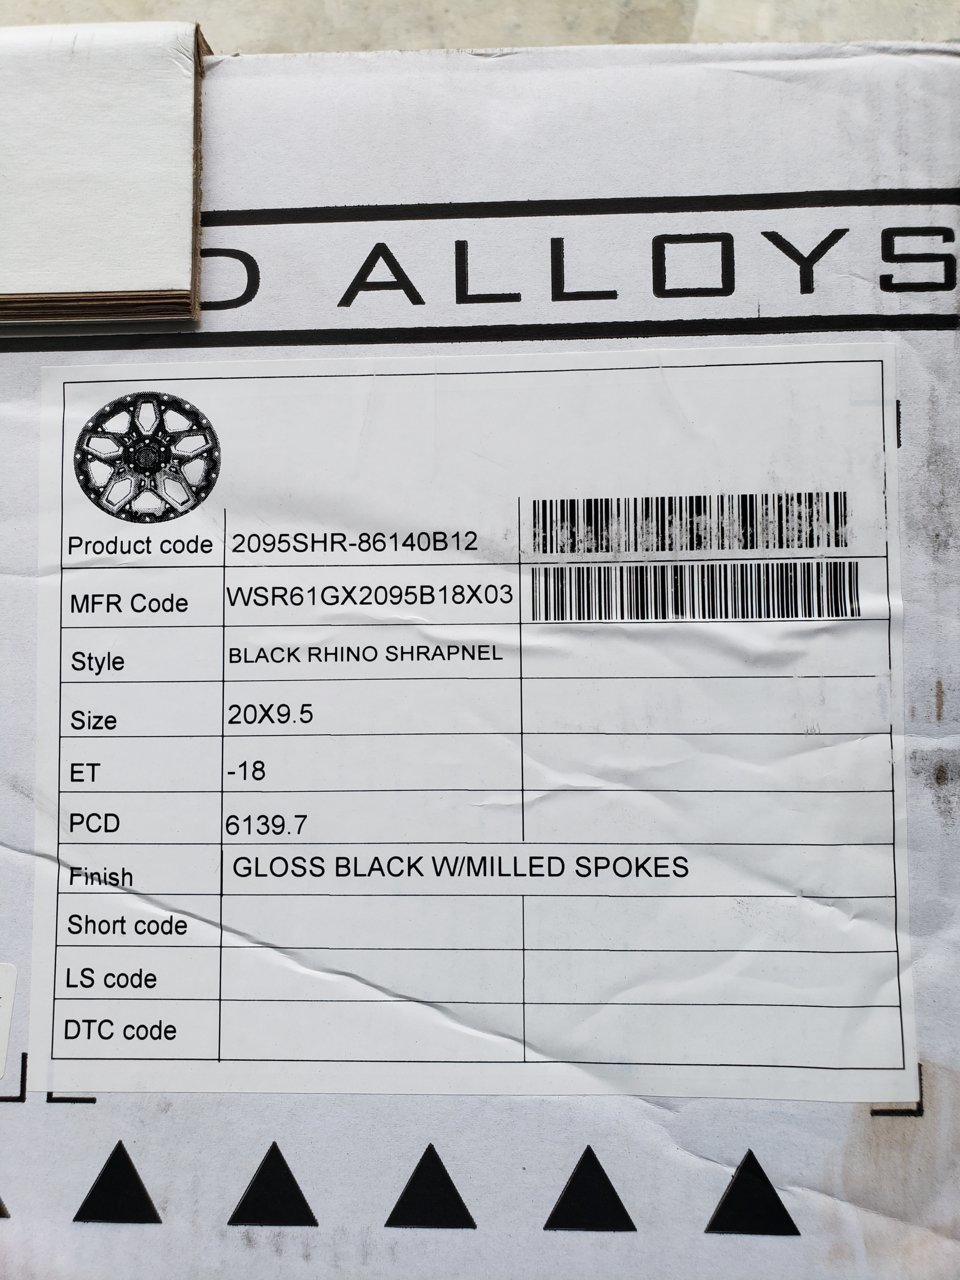 D ALLOYS
Product code 2095SHR-86140B12
MFR Code WSR61GX2095B18X03
Style BLACK RHINO SHRAPNEL
Size 20X9.5
ET -18
PCD 6139.7
Finish GLOSS BLACK W/MILLED SPOKES
Short code
LS code
DTC code